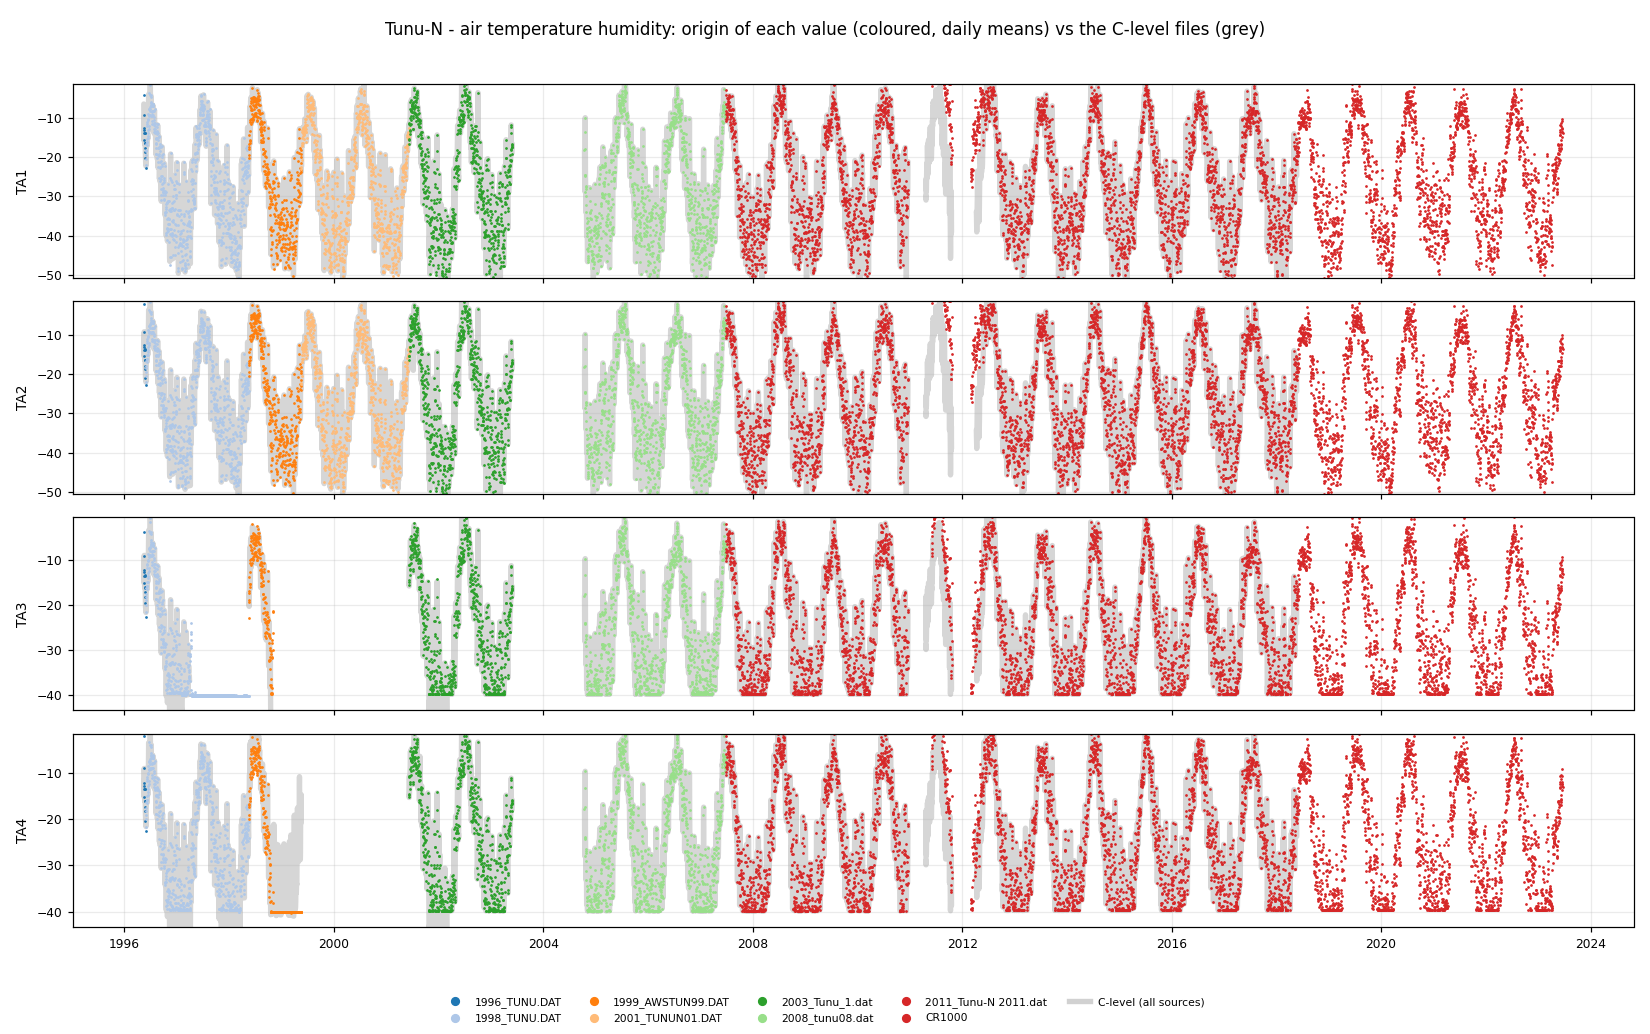 Tunu-N - air temperature humidity: origin of each value (coloured, daily means) vs the C-level files (grey)
TA1
−10
−20
−30
−40
−50
TA2
−10
−20
−30
−40
−50
TA3
−10
−20
−30
−40
TA4
−10
−20
−30
−40
1996 2000 2004 2008 2012 2016 2020 2024
1996_TUNU.DAT 1999_AWSTUN99.DAT 2003_Tunu_1.dat 2011_Tunu-N 2011.dat C-level (all sources)
1998_TUNU.DAT 2001_TUNUN01.DAT 2008_tunu08.dat CR1000